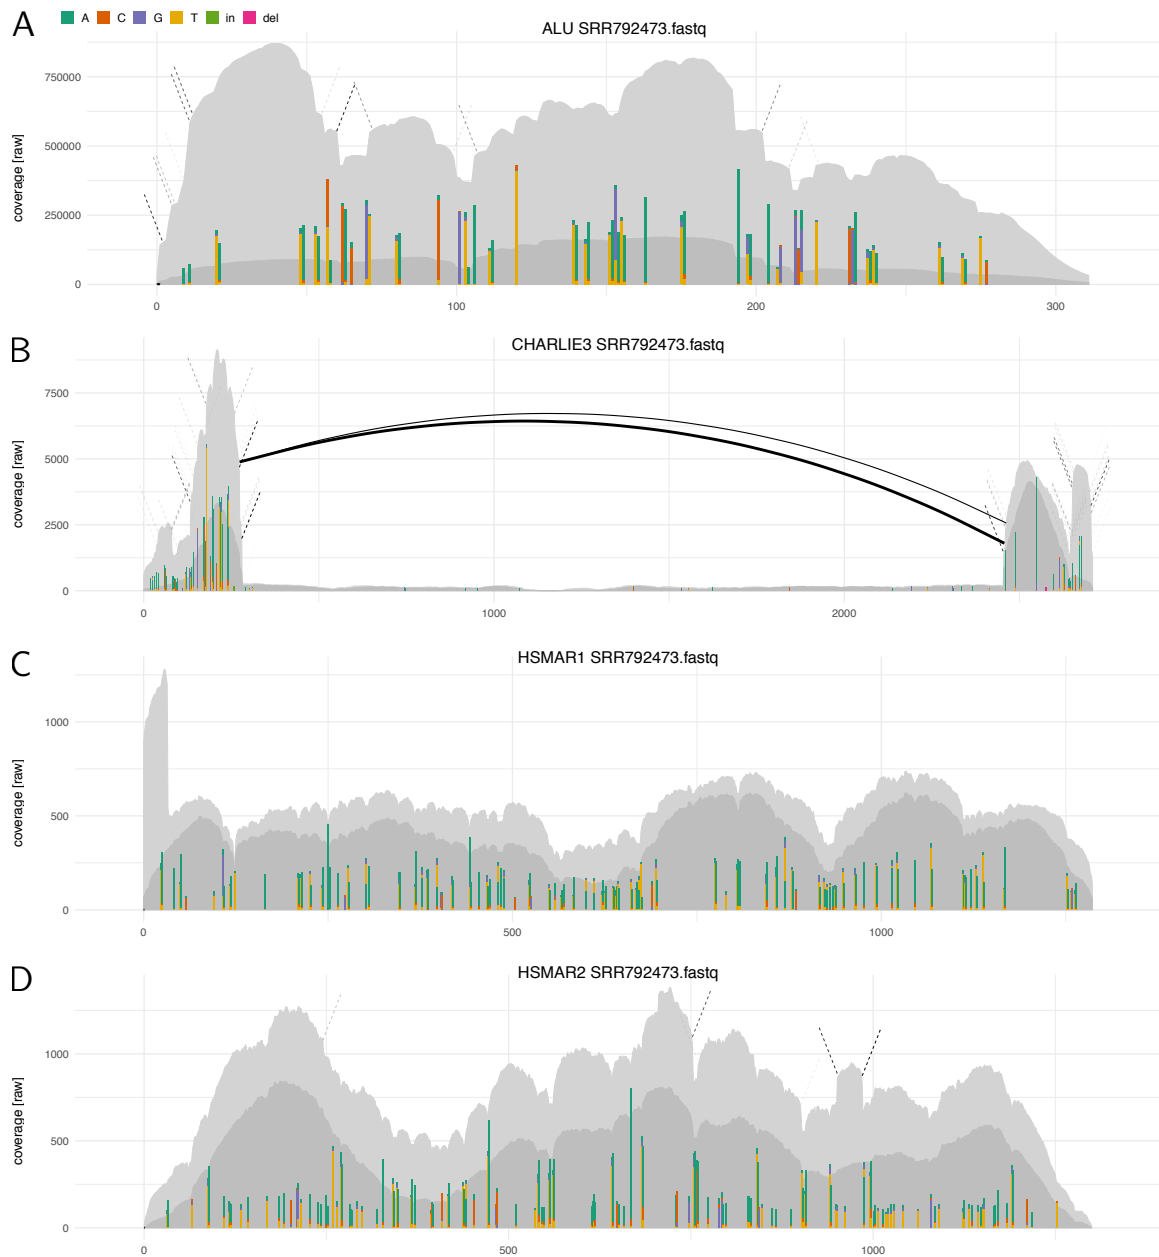 A
A C G T in del
ALU SRR792473.fastq
coverage [raw]
750000
500000
250000
0
0 100 200 300
B
CHARLIE3 SRR792473.fastq
coverage [raw]
7500
5000
2500
0
0 1000 2000
C
HSMAR1 SRR792473.fastq
coverage [raw]
1000
500
0
0 500 1000
D
HSMAR2 SRR792473.fastq
coverage [raw]
1000
500
0
0 500 1000